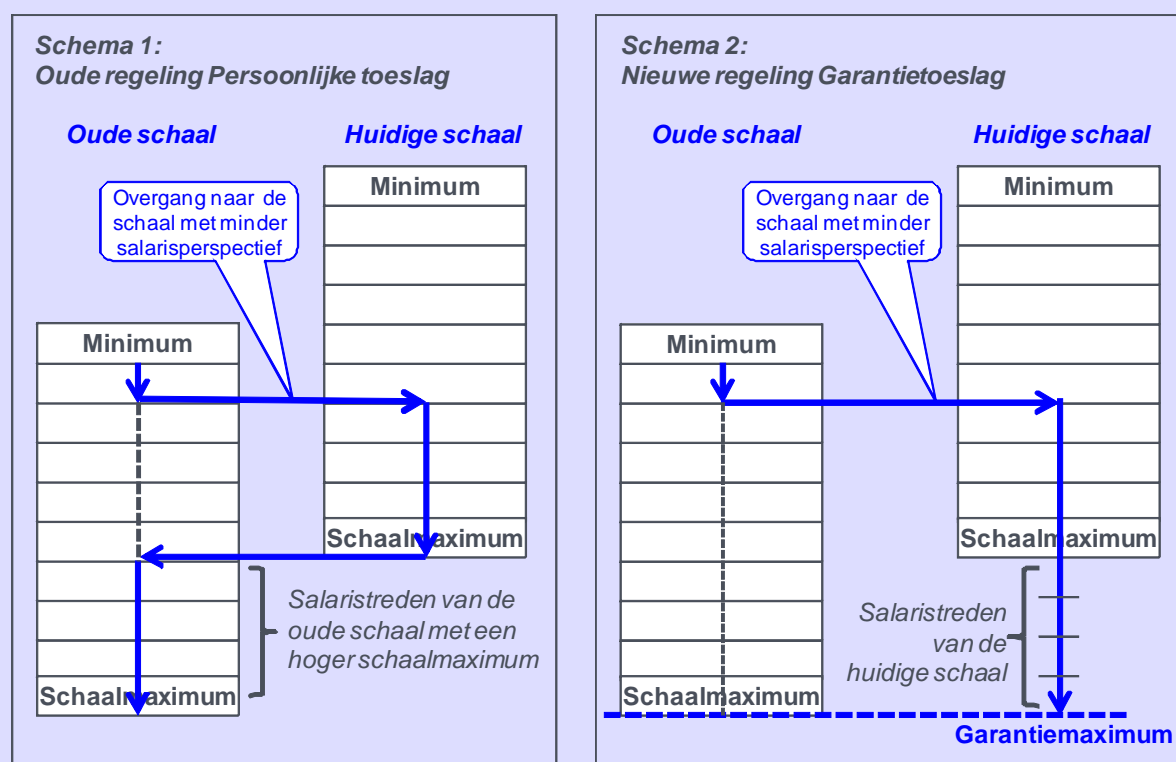 Schema 1:
Oude regeling Persoonlijke toeslag
Oude schaal
Huidige schaal
Minimum
Overgang naar de
schaal met minder
salarisperspectief
Minimum
Schaalmaximum
Salaristreden van de
oude schaal met een
hoger schaalmaximum
Schaalmaximum
Schema 2:
Nieuwe regeling Garantietoeslag
Oude schaal
Huidige schaal
Minimum
Overgang naar de
schaal met minder
salarisperspectief
Minimum
Schaalmaximum
Salaristreden
van de
huidige schaal
Schaalmaximum
Garantiemaximum